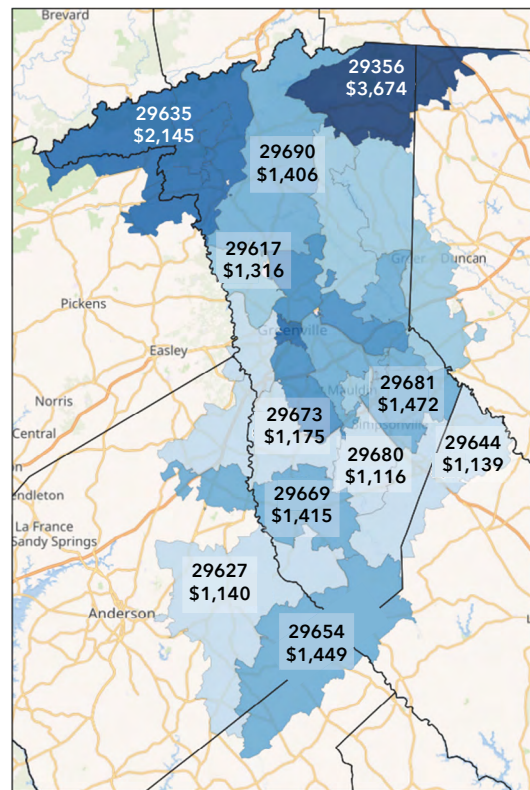 Brevard
29356
$3,674
29635
$2,145
29690
$1,406
29617
$1,316
Greer
Duncan
Pickens
Greenville
Easley
29681
$1,472
Mauldin
Norris
29673
$1,175
Simpsonville
Central
29680
$1,116
29644
$1,139
29669
$1,415
ndleton
La France
Sandy Springs
29627
$1,140
Anderson
29654
$1,449